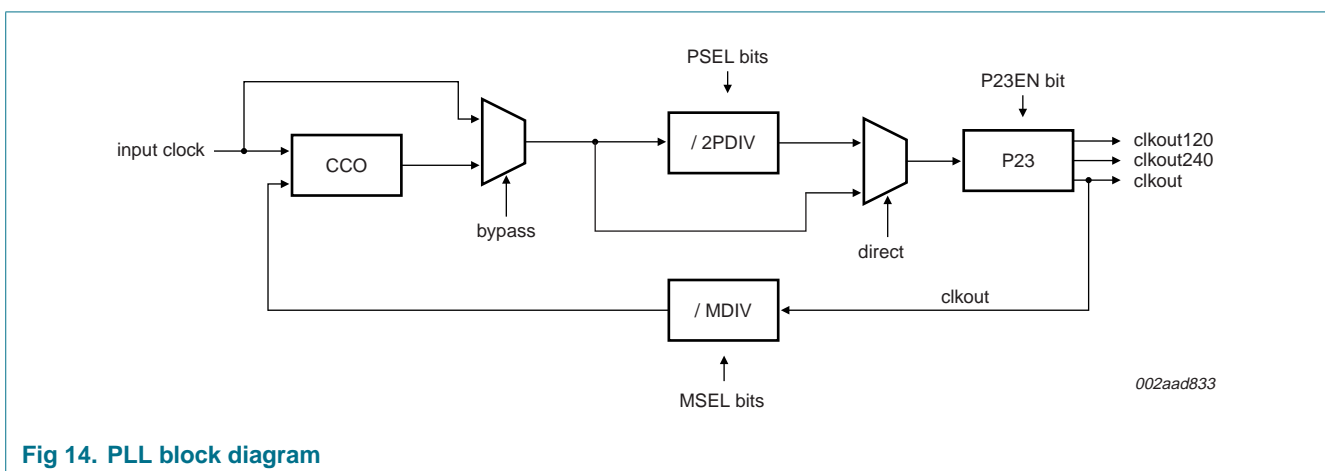 PSEL bits
P23EN bit
input clock
CCO
/ 2PDIV
P23
clkout120
clkout240
clkout
bypass
direct
/ MDIV
clkout
MSEL bits
002aad833
Fig 14. PLL block diagram